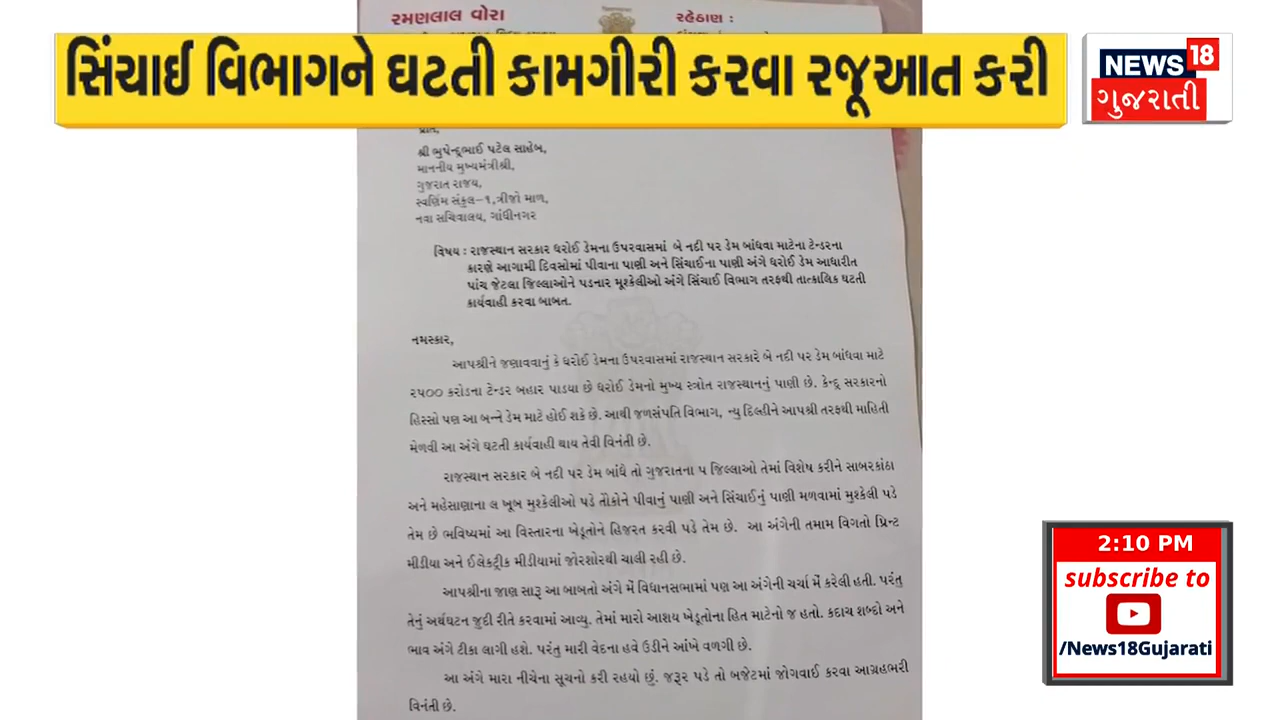 રમણલાલ વોરા
રહેઠાણ :
સિંચાઈ વિભાગને ઘટતી કામગીરી કરવા રજૂઆત કરી
NEWS 18
ગુજરાતી
પ્રતિ,
શ્રી ભુપેન્દ્રભાઈ પટેલ સાહેબ,
માનનીય મુખ્યમંત્રીશ્રી,
ગુજરાત રાજય,
સ્વર્ણિમ સંકુલ-૧,ત્રીજો માળ,
નવા સચિવાલય, ગાંધીનગર
વિષય : રાજસ્થાન સરકાર ધરોઈ ડેમના ઉપરવાસમાં બે નદી પર ડેમ બાંધવા માટેના ટેન્ડરના
કારણે આગામી દિવસોમાં પીવાના પાણી અને સિંચાઈના પાણી અંગે ધરોઈ ડેમ આધારીત
પાંચ જેટલા જિલ્લાઓને પડનાર મૂશ્કેલીઓ અંગે સિંચાઈ વિભાગ તરફથી તાત્કાલિક ઘટતી
કાર્યવાહી કરવા બાબત.
નમસ્કાર,
આપશ્રીને જણાવવાનું કે ધરોઈ ડેમના ઉપરવાસમાં રાજસ્થાન સરકારે બે નદી પર ડેમ બાંધવા માટે
૨૫૦૦ કરોડના ટેન્ડર બહાર પાડયા છે ધરોઈ ડેમનો મુખ્ય સ્ત્રોત રાજસ્થાનનું પાણી છે. કેન્દ્ર સરકારનો
હિસ્સો પણ આ બન્ને ડેમ માટે હોઈ શકે છે. આથી જળસંપતિ વિભાગ, ન્યુ દિલ્હીને આપશ્રી તરફથી માહિતી
મેળવી આ અંગે ઘટતી કાર્યવાહી થાય તેવી વિનંતી છે.
રાજસ્થાન સરકાર બે નદી પર ડેમ બાંધે તો ગુજરાતના ૫ જિલ્લાઓ તેમાં વિશેષ કરીને સાબરકાંઠા
અને મહેસાણાના લ ખૂબ મુશ્કેલીઓ પડે તોકોને પીવાનું પાણી અને સિંચાઈનું પાણી મળવામાં મુશ્કેલી પડે
તેમ છે ભવિષ્યમાં આ વિસ્તારના ખેડૂતોને હિજરત કરવી પડે તેમ છે. આ અંગેની તમામ વિગતો પ્રિન્ટ
મીડીયા અને ઈલેક્ટ્રીક મીડીયામાં જોરશોરથી ચાલી રહી છે.
આપશ્રીના જાણ સારૂ આ બાબતો અંગે મેં વિધાનસભામાં પણ આ અંગેની ચર્ચા મેં કરેલી હતી. પરંતુ
તેનું અર્થઘટન જુદી રીતે કરવામાં આવ્યુ. તેમાં મારો આશય ખેડૂતોના હિત માટેનો જ હતો. કદાચ શબ્દો અને
ભાવ અંગે ટીકા લાગી હશે. પરંતુ મારી વેદના હવે ઉડીને આંખે વળગી છે.
આ અંગે મારા નીચેના સૂચનો કરી રહયો છું. જરૂર પડે તો બજેટમાં જોગવાઈ કરવા આગ્રહભરી
વિનંતી છે.
2:10 PM
subscribe to
/News18Gujarati